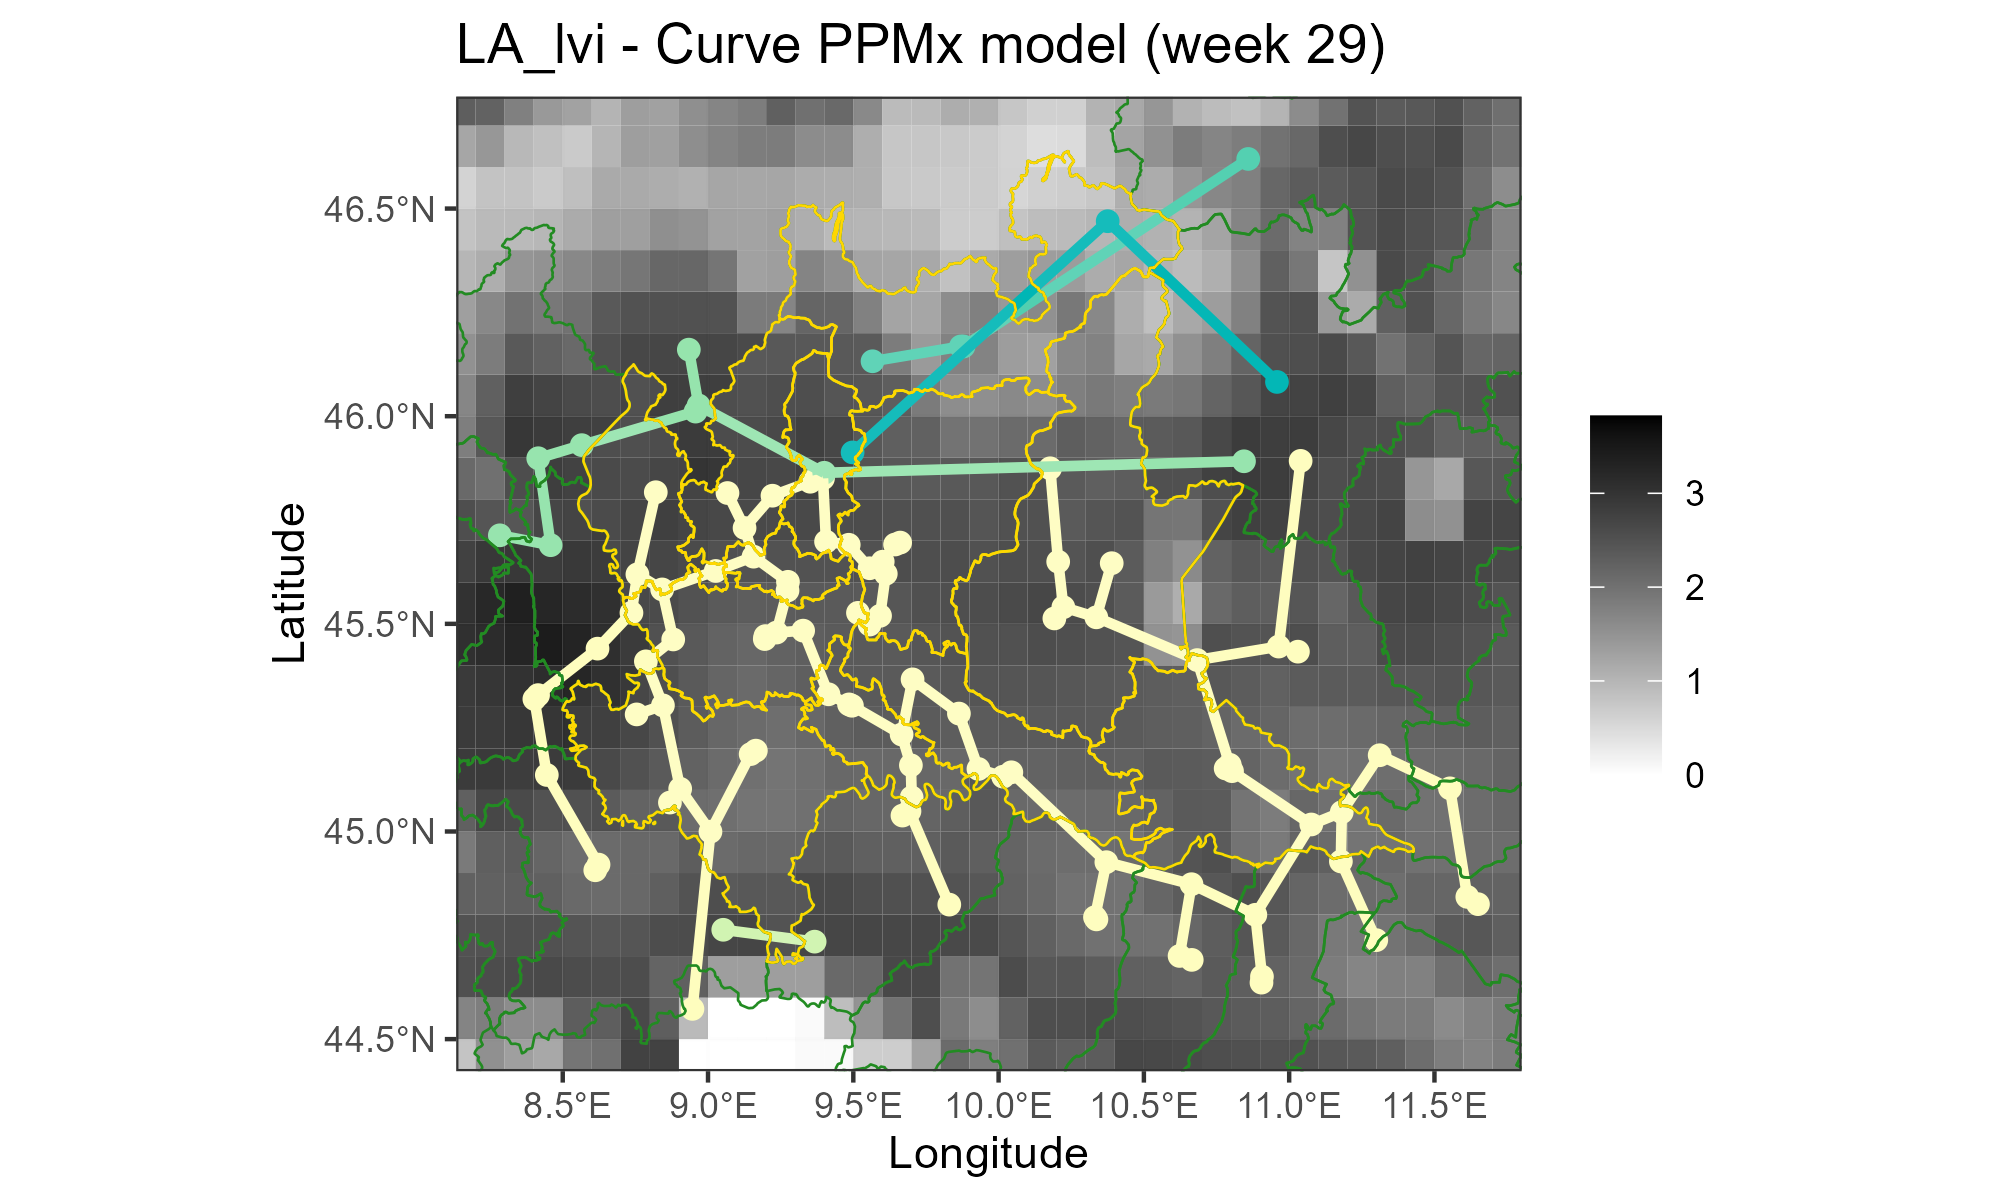 LA_lvi - Curve PPMx model (week 29)
46.5°N
46.0°N
45.5°N
45.0°N
44.5°N
Latitude
8.5°E 9.0°E 9.5°E 10.0°E 10.5°E 11.0°E 11.5°E
Longitude
3
2
1
0